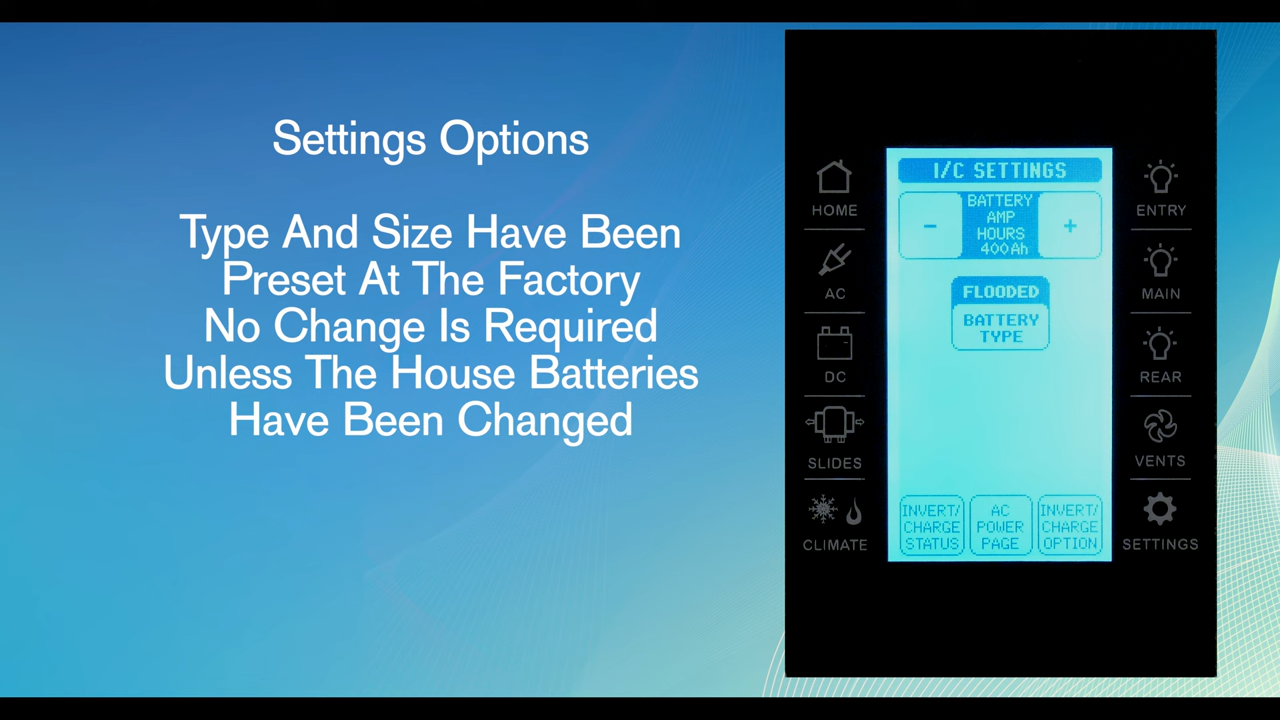 Settings Options
Type And Size Have Been
Preset At The Factory
No Change Is Required
Unless The House Batteries
Have Been Changed
HOME
AC
DC
SLIDES
CLIMATE
I/C SETTINGS
-
BATTERY
AMP
HOURS
400Ah
+
FLOODED
BATTERY
TYPE
INVERT/
CHARGE
STATUS
AC
POWER
PAGE
INVERT/
CHARGE
OPTION
ENTRY
MAIN
REAR
VENTS
SETTINGS